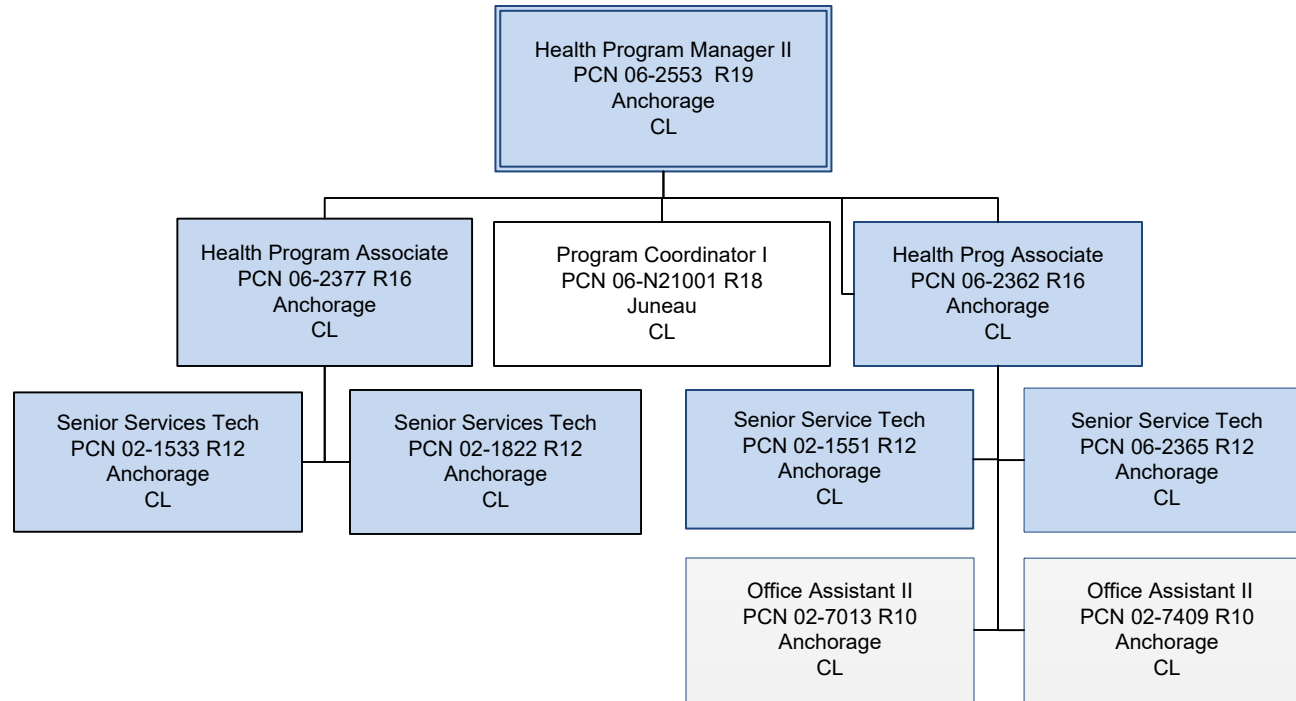 Health Program Manager II
PCN 06-2553  R19
Anchorage
CL
Health Program Associate
PCN 06-2377 R16
Anchorage
CL
Program Coordinator I
PCN 06-N21001 R18
Juneau
CL
Health Prog Associate
PCN 06-2362 R16
Anchorage
CL
Senior Services Tech
PCN 02-1533 R12
Anchorage
CL
Senior Services Tech
PCN 02-1822 R12
Anchorage
CL
Senior Service Tech
PCN 02-1551 R12
Anchorage
CL
Senior Service Tech
PCN 06-2365 R12
Anchorage
CL
Office Assistant II
PCN 02-7013 R10
Anchorage
CL
Office Assistant II
PCN 02-7409 R10
Anchorage
CL